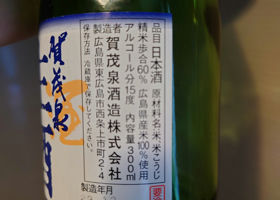 品目 日本酒 原材料名 米・米こうじ
精米歩合60% 広島県産米100%使用
アルコール分15度 内容量300ml
製造者 賀茂泉酒造株式会社
広島県東広島市西条上市町2-4
保存方法 冷蔵庫で保存してください。
製造年月
賀茂泉